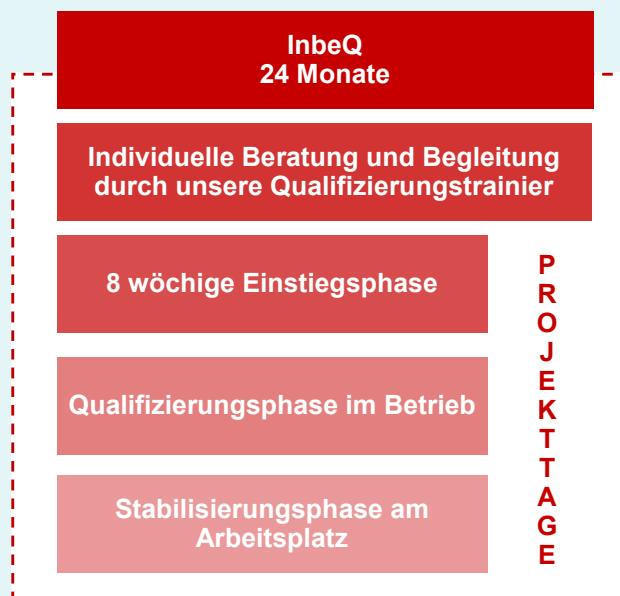 InbeQ
24 Monate
Individuelle Beratung und Begleitung
durch unsere Qualifizierungstrainier
8 wöchige Einstiegsphase
Qualifizierungsphase im Betrieb
Stabilisierungsphase am
Arbeitsplatz
PROJEKTTAGE